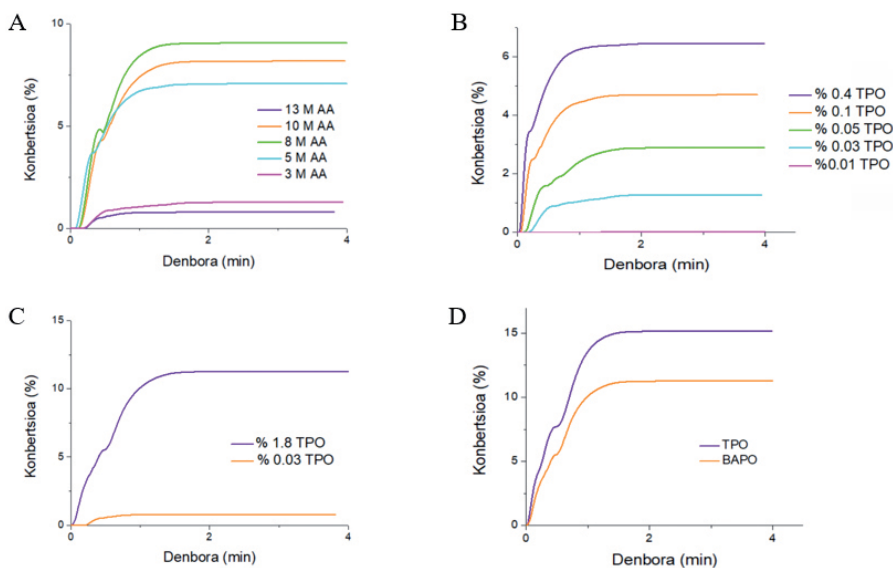 A
Konbertsioa (%)
10
5
0
13 M AA
10 M AA
8 M AA
5 M AA
3 M AA
0 2 4
Denbora (min)
B
Konbertsioa (%)
6
4
2
0
% 0.4 TPO
% 0.1 TPO
% 0.05 TPO
% 0.03 TPO
%0.01 TPO
0 2 4
Denbora (min)
C
Konbertsioa (%)
15
10
5
0
% 1.8 TPO
% 0.03 TPO
0 2 4
Denbora (min)
D
Konbertsioa (%)
15
10
5
0
TPO
BAPO
0 2 4
Denbora (min)